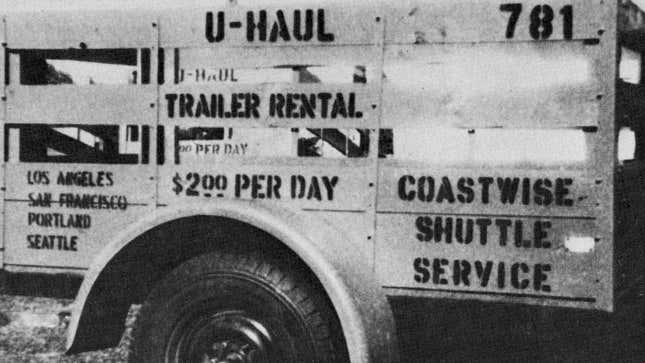 U-HAUL
781
U-HAUL
TRAILER RENTAL
PER DAY
$2.00 PER DAY
LOS ANGELES
SAN FRANCISCO
PORTLAND
SEATTLE
COASTWISE
SHUTTLE
SERVICE